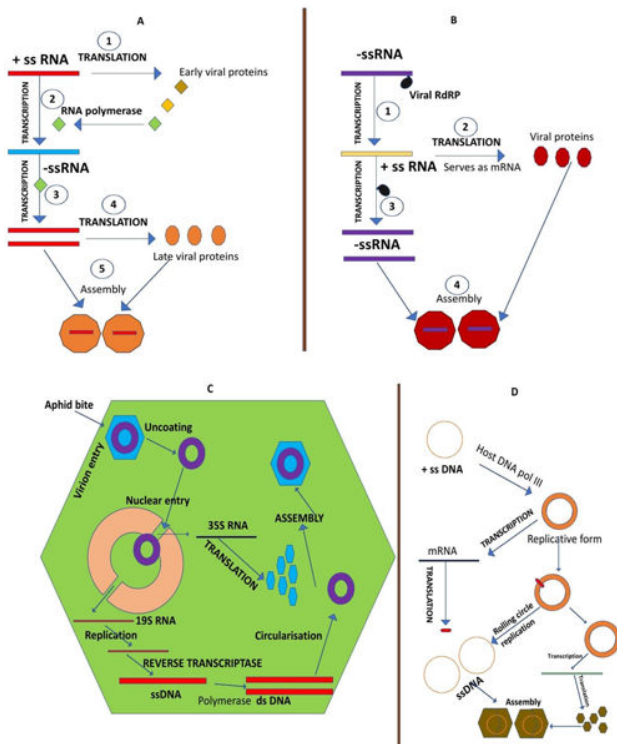 A
1
+ ss RNA
TRANSLATION
Early viral proteins
2
TRANSCRIPTION
RNA polymerase
-ssRNA
TRANSCRIPTION
3
4
TRANSLATION
Late viral proteins
5
Assembly
B
-ssRNA
Viral RdRP
TRANSCRIPTION
1
2
TRANSLATION
Viral proteins
+ ss RNA
Serves as mRNA
TRANSCRIPTION
3
-ssRNA
4
Assembly
C
Aphid bite
Virion entry
Uncoating
Nuclear entry
35S RNA
TRANSLATION
ASSEMBLY
19S RNA
Replication
Circularisation
REVERSE TRANSCRIPTASE
ssDNA
Polymerase ds DNA
D
+ ss DNA
Host DNA pol III
TRANSCRIPTION
mRNA
Replicative form
TRANSLATION
Rolling circle
replication
ssDNA
Transcription
Translation
Assembly